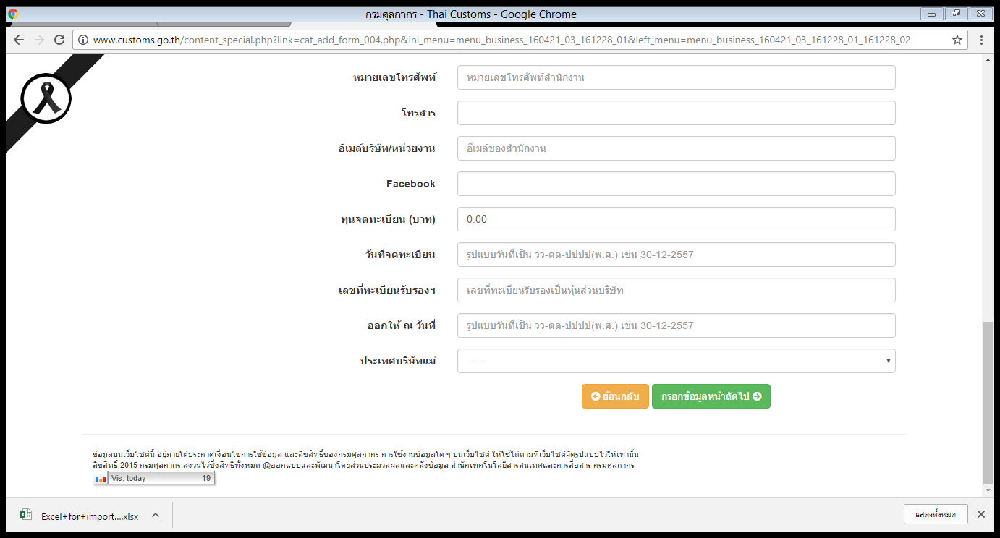 กรมศุลกากร - Thai Customs - Google Chrome
www.customs.go.th/content_special.php?link=cat_add_form_004.php&ini_menu=menu_business_160421_03_161228_01&left_menu=menu_business_160421_03_161228_01_161228_02
หมายเลขโทรศัพท์ หมายเลขโทรศัพท์สำนักงาน
โทรสาร
อีเมล์บริษัท/หน่วยงาน อีเมล์ของสำนักงาน
Facebook
ทุนจดทะเบียน (บาท) 0.00
วันที่จดทะเบียน รูปแบบวันที่เป็น วว-ดด-ปปปป(พ.ศ.) เช่น 30-12-2557
เลขที่ทะเบียนรับรองฯ เลขที่ทะเบียนรับรองเป็นหุ้นส่วนบริษัท
ออกให้ ณ วันที่ รูปแบบวันที่เป็น วว-ดด-ปปปป(พ.ศ.) เช่น 30-12-2557
ประเทศบริษัทแม่ ----
ย้อนกลับ กรอกข้อมูลหน้าถัดไป
ข้อมูลบนเว็บไซต์นี้ อยู่ภายใต้ประกาศเงื่อนไขการใช้ข้อมูล และลิขสิทธิ์ของกรมศุลกากร การใช้งานข้อมูลใด ๆ บนเว็บไซต์ ให้ใช้ได้ตามที่เว็บไซต์จัดรูปแบบไว้ให้เท่านั้น
ลิขสิทธิ์ 2015 กรมศุลกากร สงวนไว้ซึ่งสิทธิทั้งหมด @ออกแบบและพัฒนาโดยส่วนประมวลผลและคลังข้อมูล สำนักเทคโนโลยีสารสนเทศและการสื่อสาร กรมศุลกากร
Vis. today 19
Excel+for+import....xlsx แสดงทั้งหมด